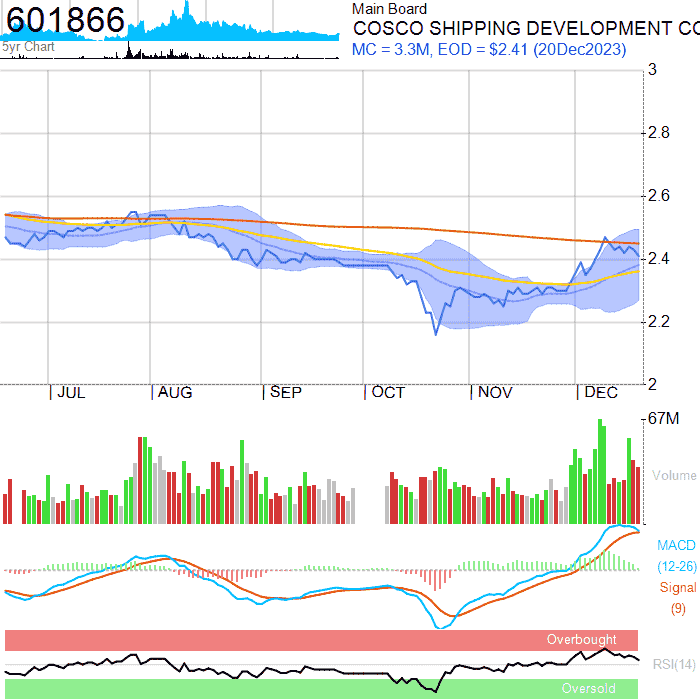 601866
5yr Chart
Main Board
COSCO SHIPPING DEVELOPMENT CO
MC = 3.3M, EOD = $2.41 (20Dec2023)
3
2.8
2.6
2.4
2.2
2
JUL AUG SEP OCT NOV DEC
67M
Volume
MACD
(12-26)
Signal
(9)
Overbought
RSI(14)
Oversold